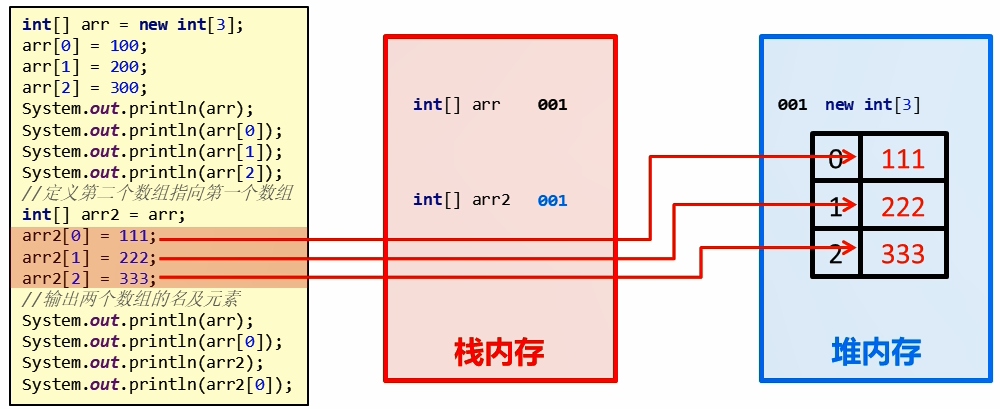 int[] arr = new int[3];
arr[0] = 100;
arr[1] = 200;
arr[2] = 300;
System.out.println(arr);
System.out.println(arr[0]);
System.out.println(arr[1]);
System.out.println(arr[2]);
//定义第二个数组指向第一个数组
int[] arr2 = arr;
arr2[0] = 111;
arr2[1] = 222;
arr2[2] = 333;
//输出两个数组的名及元素
System.out.println(arr);
System.out.println(arr[0]);
System.out.println(arr2);
System.out.println(arr2[0]);
int[] arr 001
int[] arr2 001
栈内存
001 new int[3]
0 111
1 222
2 333
堆内存